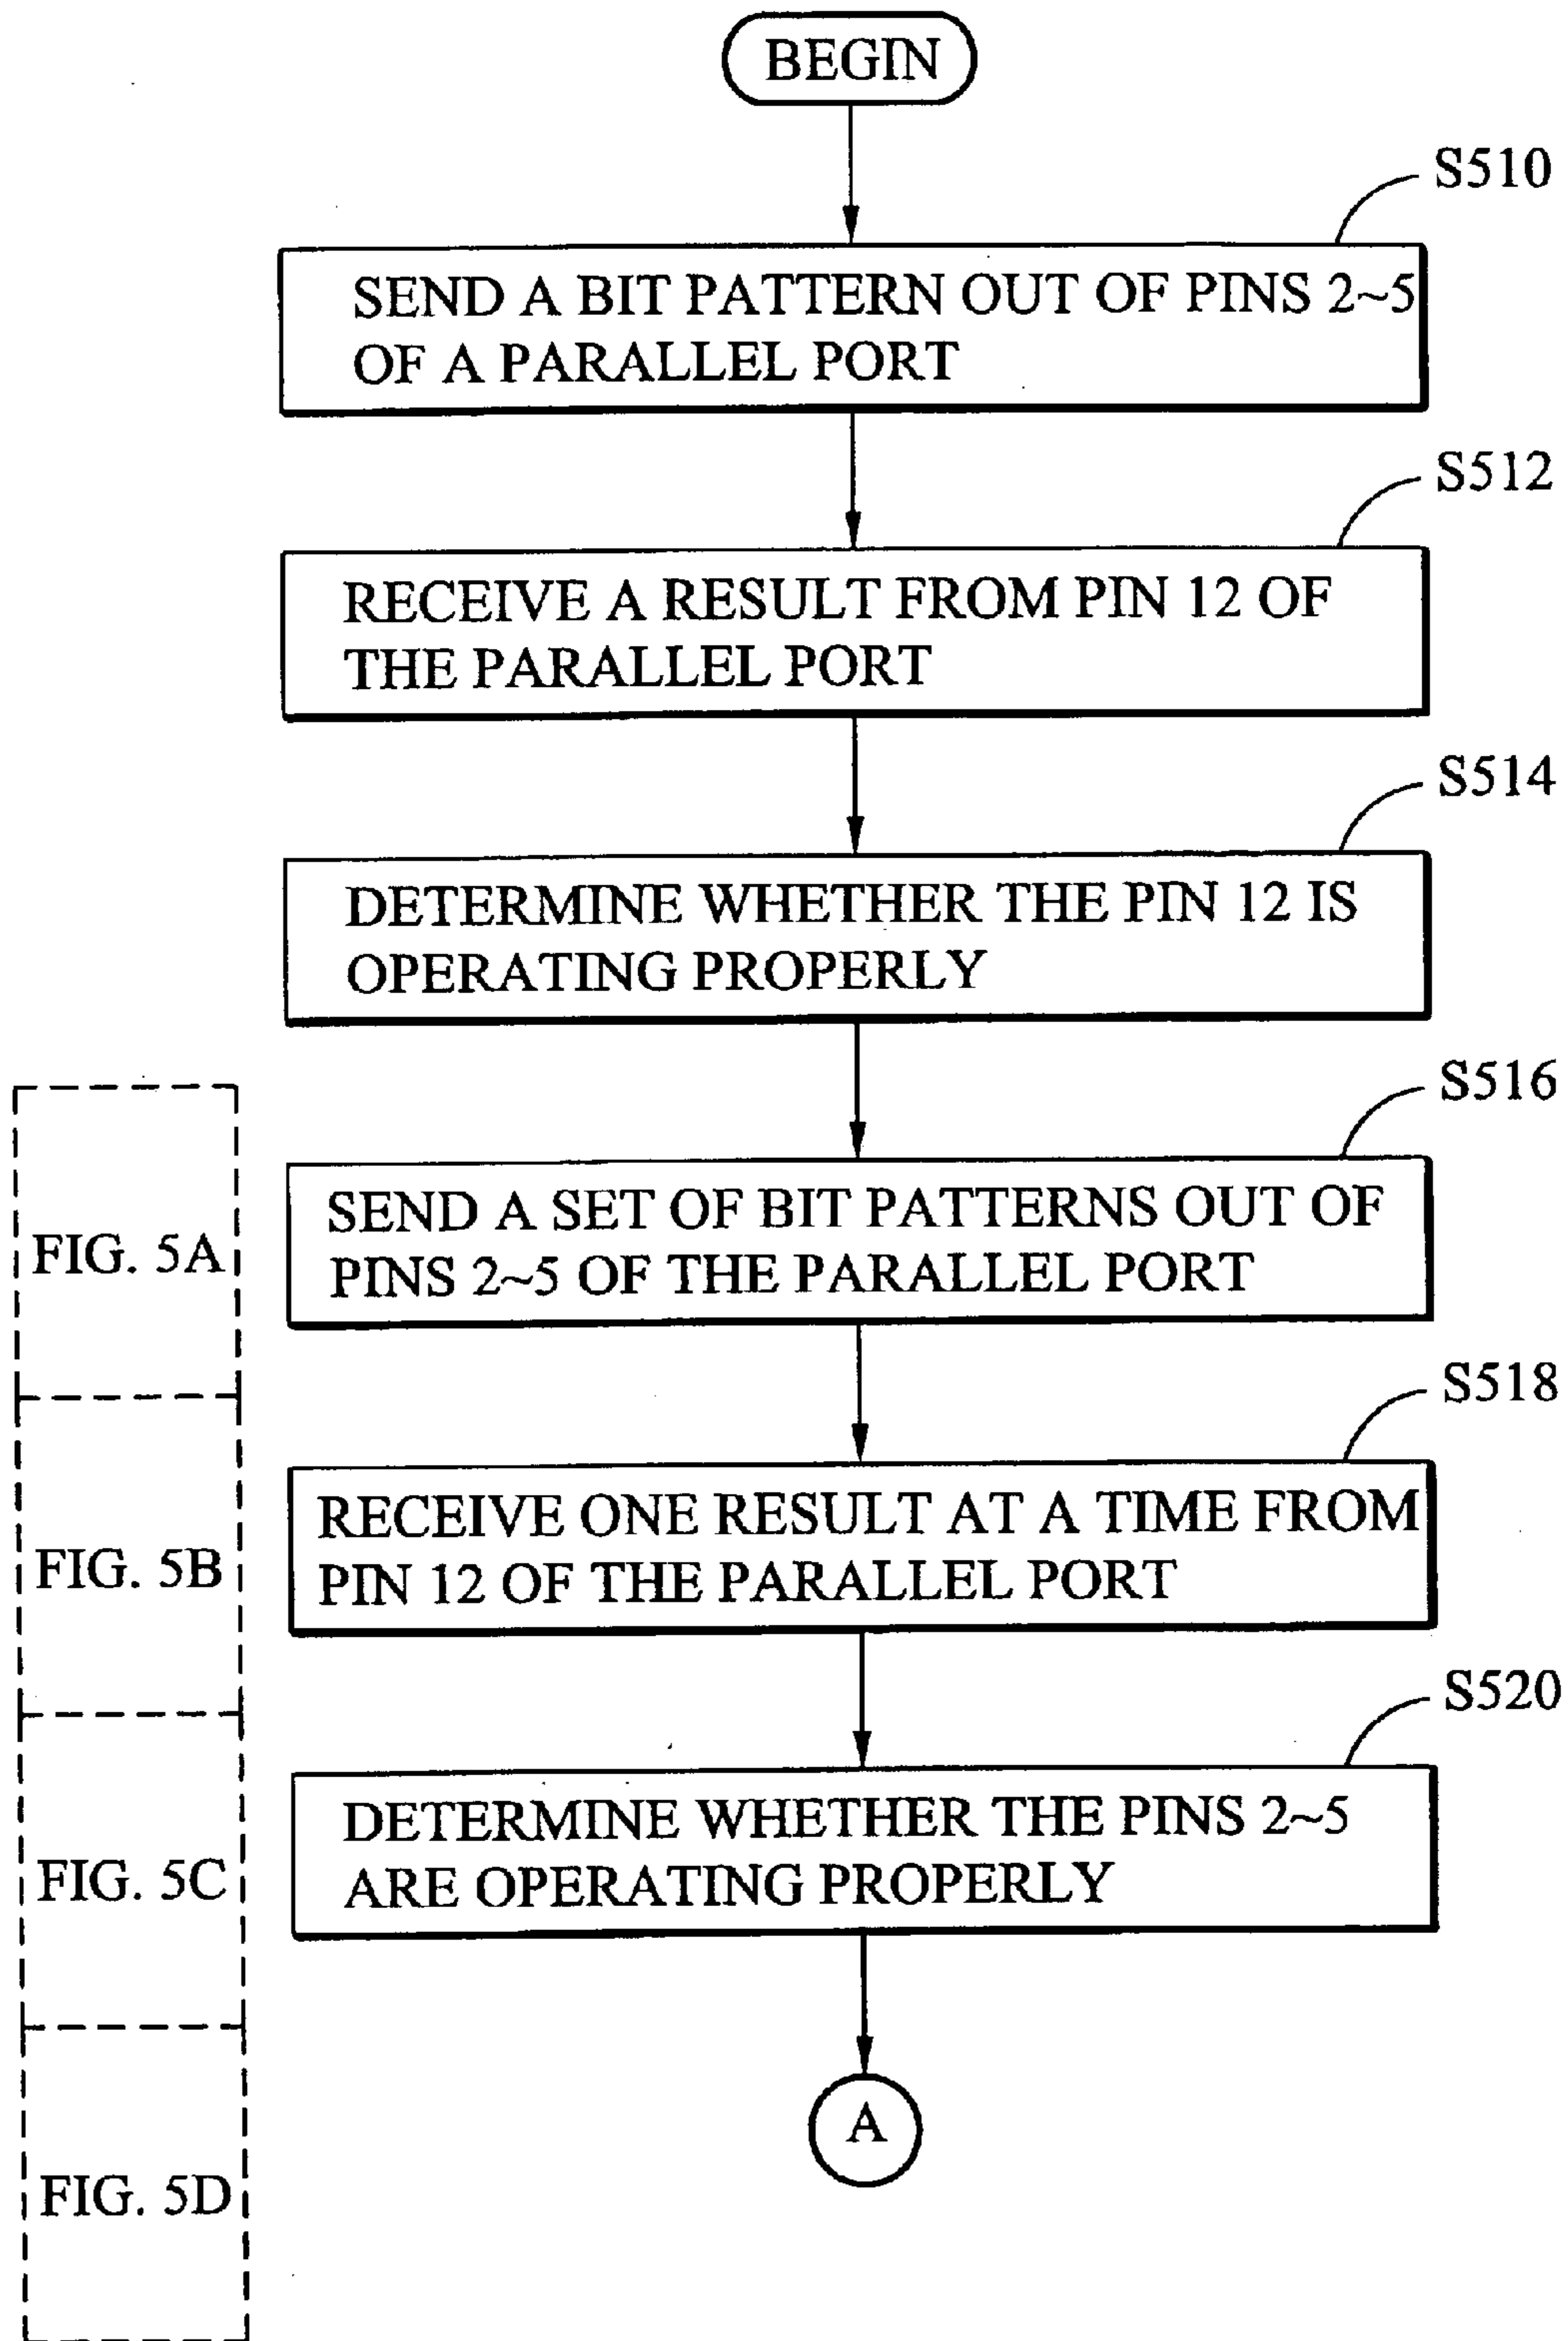 BEGIN
S510
SEND A BIT PATTERN OUT OF PINS 2~5
OF A PARALLEL PORT
S512
RECEIVE A RESULT FROM PIN 12 OF
THE PARALLEL PORT
S514
DETERMINE WHETHER THE PIN 12 IS
OPERATING PROPERLY
S516
SEND A SET OF BIT PATTERNS OUT OF
PINS 2~5 OF THE PARALLEL PORT
S518
RECEIVE ONE RESULT AT A TIME FROM
PIN 12 OF THE PARALLEL PORT
S520
DETERMINE WHETHER THE PINS 2~5
ARE OPERATING PROPERLY
A
FIG. 5A
FIG. 5B
FIG. 5C
FIG. 5D